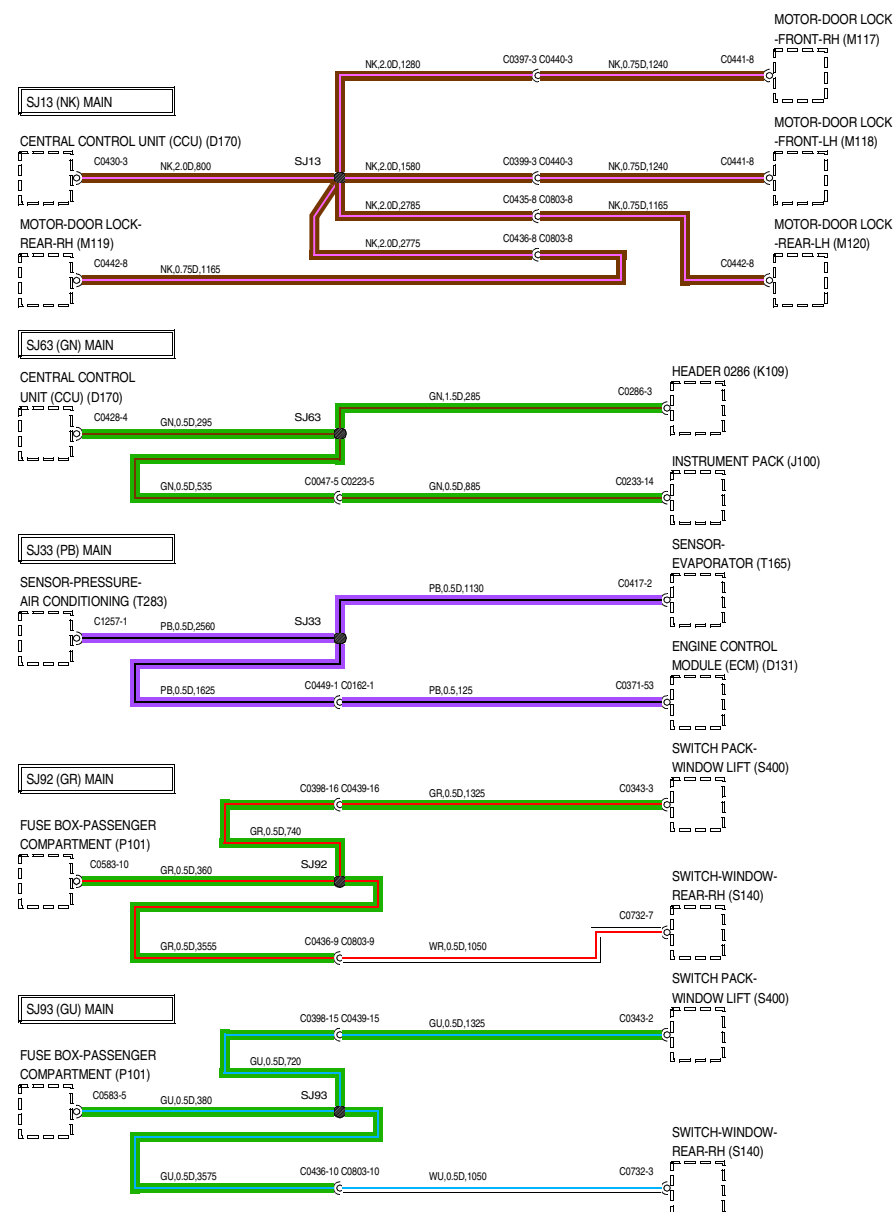 MOTOR-DOOR LOCK
-FRONT-RH (M117)
NK,2.0D,1280
C0397-3 C0440-3
NK,0.75D,1240
C0441-8
SJ13 (NK) MAIN
MOTOR-DOOR LOCK
-FRONT-LH (M118)
CENTRAL CONTROL UNIT (CCU) (D170)
C0430-3
NK,2.0D,800
SJ13
NK,2.0D,1580
C0399-3 C0440-3
NK,0.75D,1240
C0441-8
NK,2.0D,2785
C0435-8 C0803-8
NK,0.75D,1165
MOTOR-DOOR LOCK-
REAR-RH (M119)
MOTOR-DOOR LOCK
-REAR-LH (M120)
NK,2.0D,2775
C0436-8 C0803-8
C0442-8
NK,0.75D,1165
C0442-8
SJ63 (GN) MAIN
CENTRAL CONTROL
UNIT (CCU) (D170)
HEADER 0286 (K109)
GN,1.5D,285
C0286-3
C0428-4
GN,0.5D,295
SJ63
INSTRUMENT PACK (J100)
GN,0.5D,535
C0047-5 C0223-5
GN,0.5D,885
C0233-14
SJ33 (PB) MAIN
SENSOR-
EVAPORATOR (T165)
SENSOR-PRESSURE-
AIR CONDITIONING (T283)
PB,0.5D,1130
C0417-2
C1257-1
PB,0.5D,2560
SJ33
ENGINE CONTROL
MODULE (ECM) (D131)
PB,0.5D,1625
C0449-1 C0162-1
PB,0.5,125
C0371-53
SJ92 (GR) MAIN
SWITCH PACK-
WINDOW LIFT (S400)
C0398-16 C0439-16
GR,0.5D,1325
C0343-3
FUSE BOX-PASSENGER
COMPARTMENT (P101)
GR,0.5D,740
C0583-10
GR,0.5D,360
SJ92
SWITCH-WINDOW-
REAR-RH (S140)
C0732-7
GR,0.5D,3555
C0436-9 C0803-9
WR,0.5D,1050
SWITCH PACK-
WINDOW LIFT (S400)
SJ93 (GU) MAIN
C0398-15 C0439-15
GU,0.5D,1325
C0343-2
FUSE BOX-PASSENGER
COMPARTMENT (P101)
GU,0.5D,720
C0583-5
GU,0.5D,380
SJ93
SWITCH-WINDOW-
REAR-RH (S140)
GU,0.5D,3575
C0436-10 C0803-10
WU,0.5D,1050
C0732-3